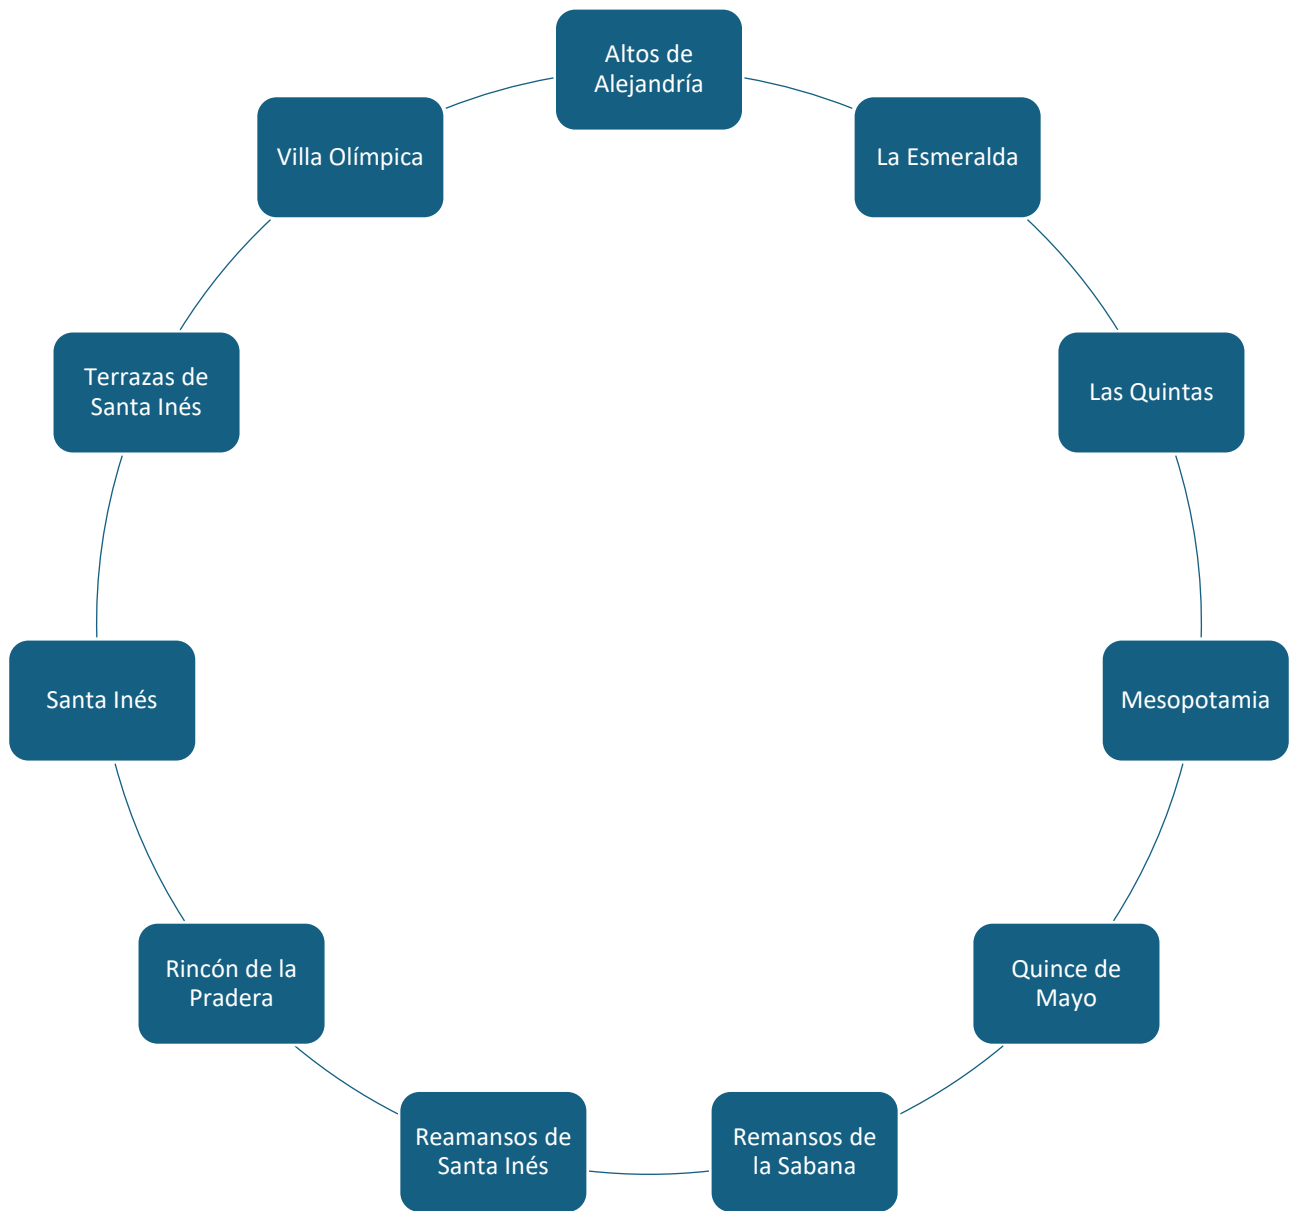 Altos de
Alejandría
La Esmeralda
Las Quintas
Mesopotamia
Quince de
Mayo
Remansos de
la Sabana
Reamansos de
Santa Inés
Rincón de la
Pradera
Santa Inés
Terrazas de
Santa Inés
Villa Olímpica